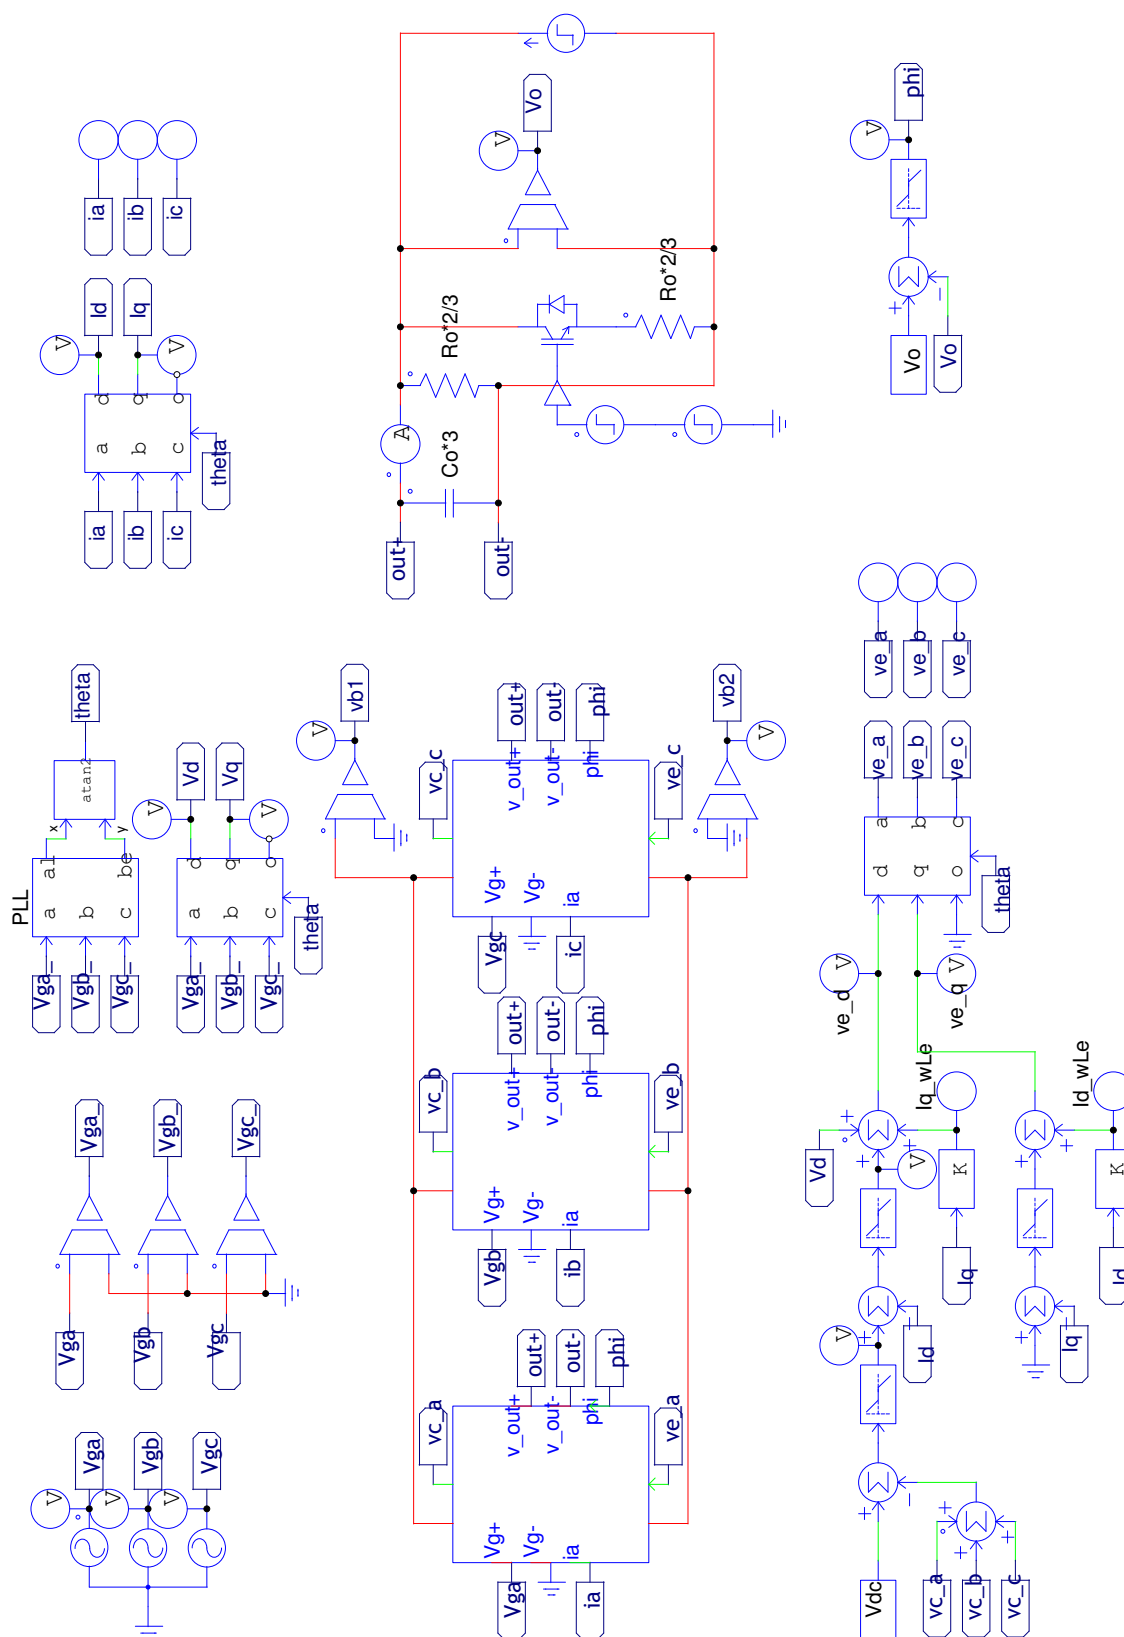 Vga
Vgb
Vgc
V
V
V
Vga
Vgb
Vgc
Vga_
Vgb_
Vgc_
PLL
Vga_
Vgb_
Vgc_
a
b
c
al
be
x
y
atan2
theta
Vga_
Vgb_
Vgc_
a
b
c
d
q
o
theta
V
V
Vd
Vq
ia
ib
ic
a
b
c
d
q
o
theta
V
V
Id
Iq
ia
ib
ic
vc_a
Vga
ia
Vg+
Vg-
ia
v_out+
v_out-
phi
out+
out-
phi
ve_a
vc_b
Vgb
ib
Vg+
Vg-
ia
v_out+
v_out-
phi
out+
out-
phi
ve_b
vc_c
Vgc
ic
Vg+
Vg-
ia
v_out+
v_out-
phi
out+
out-
phi
ve_c
V
vb1
V
vb2
out+
out-
Co*3
A
Ro*2/3
Ro*2/3
V
Vo
Vdc
vc_a
vc_b
vc_c
+
+
+
+
-
Σ
Σ
V
+
-
Σ
Id
V
+
+
+
Σ
Vd
Iq
K
Iq_wLe
+
-
Σ
Iq
+
+
Σ
Id
K
Id_wLe
ve_d
V
ve_q
V
d
q
o
a
b
c
theta
ve_a
ve_b
ve_c
ve_a
ve_b
ve_c
Vo
Vo
+
-
Σ
V
phi